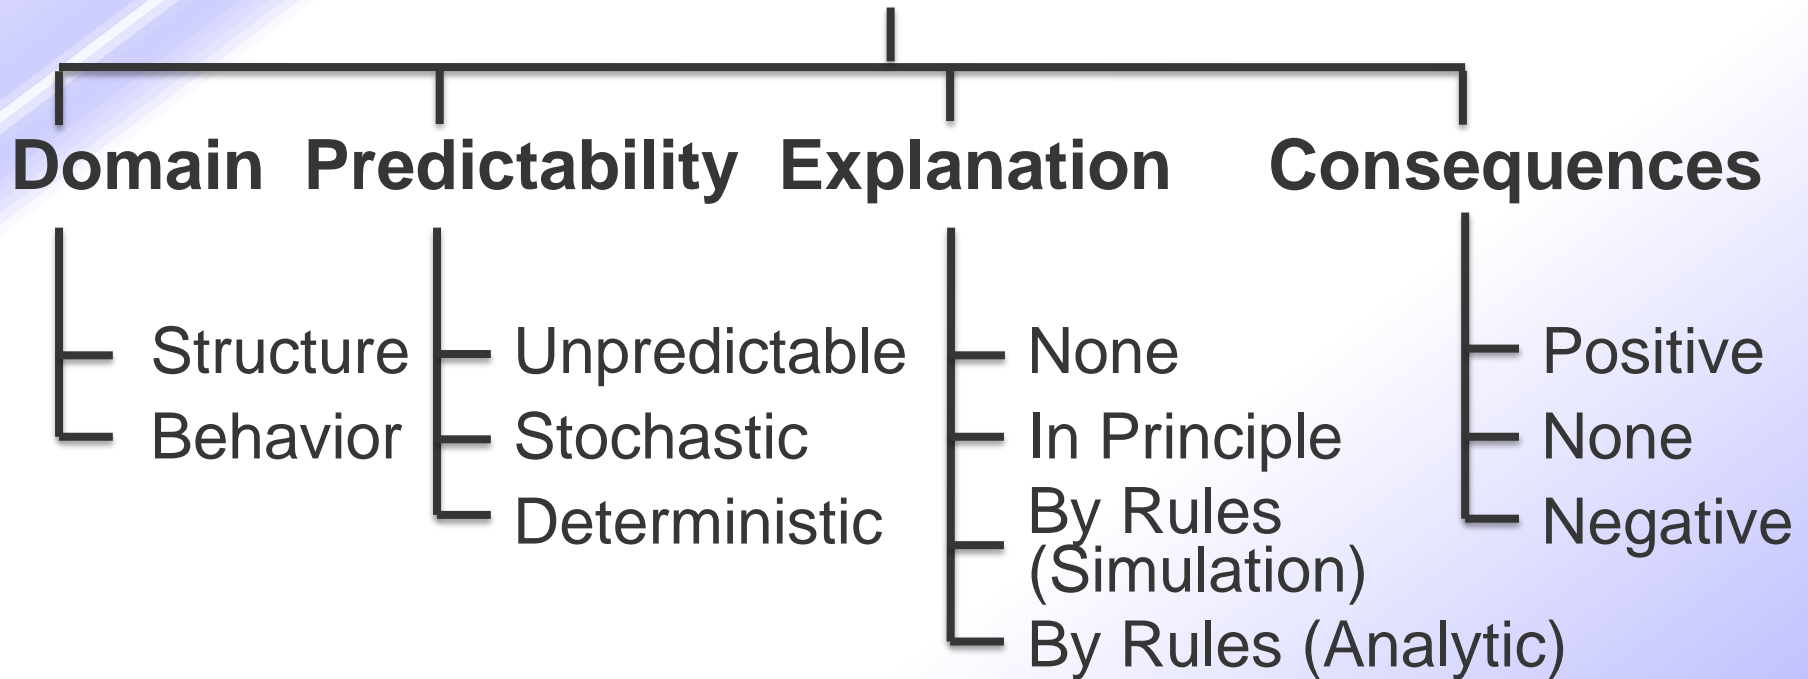 Domain
Predictability
Explanation
Consequences
Structure
Behavior
Unpredictable
Stochastic
Deterministic
None
In Principle
By Rules
(Simulation)
By Rules (Analytic)
Positive
None
Negative